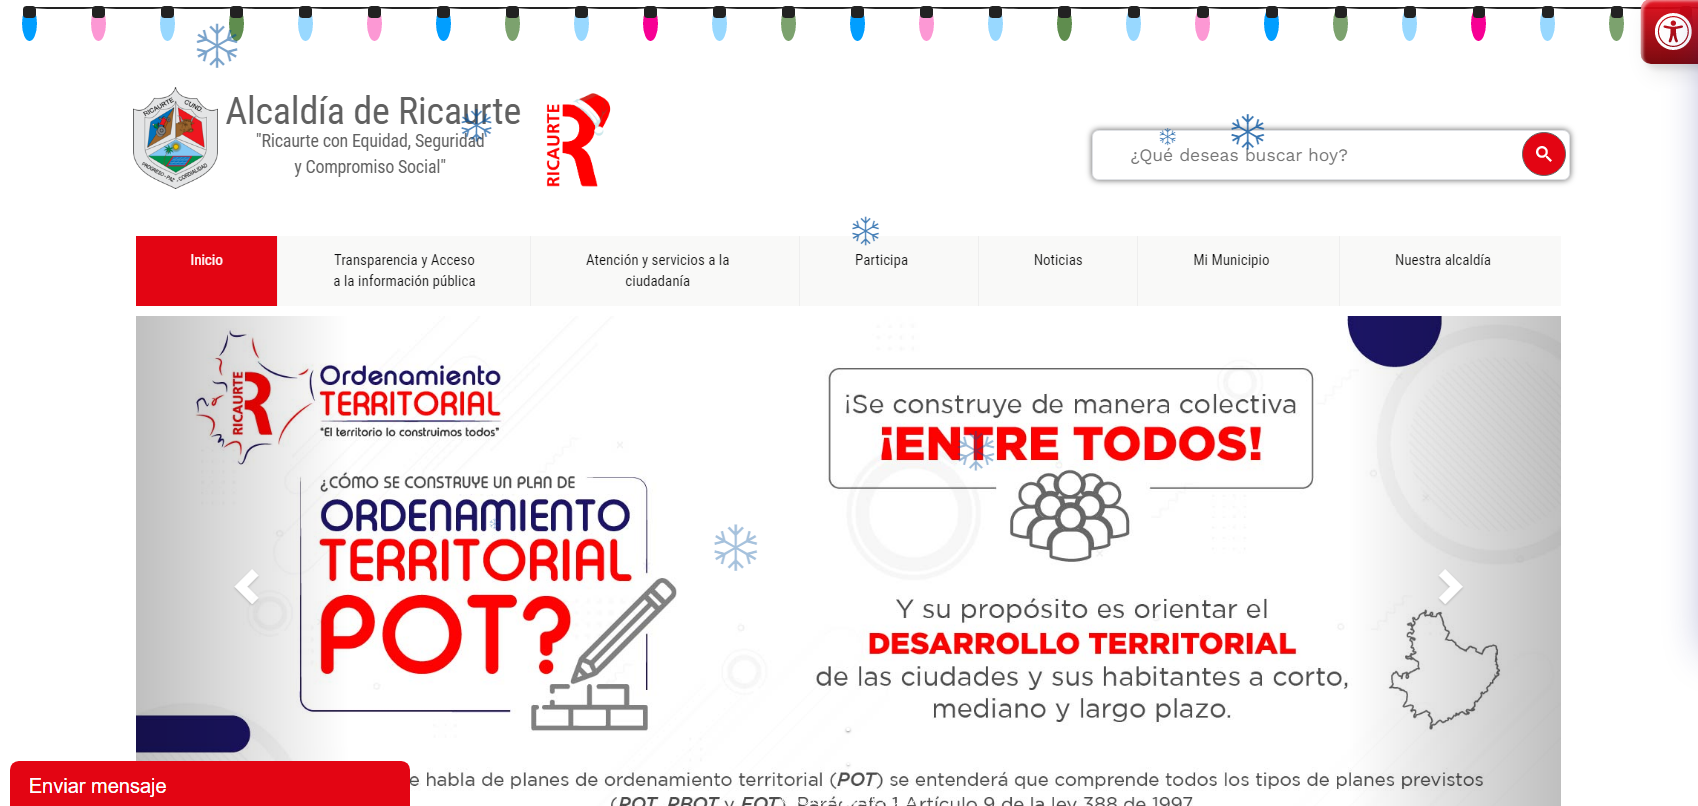 RICAURTE CUND.
PROGRESO - PAZ - CORDIALIDAD
Alcaldía de Ricaurte
"Ricaurte con Equidad, Seguridad
y Compromiso Social"
RICAURTE
¿Qué deseas buscar hoy?
Inicio
Transparencia y Acceso
a la información pública
Atención y servicios a la
ciudadanía
Participa
Noticias
Mi Municipio
Nuestra alcaldía
RICAURTE
Ordenamiento
TERRITORIAL
"El territorio lo construimos todos"
¿CÓMO SE CONSTRUYE UN PLAN DE
ORDENAMIENTO
TERRITORIAL
POT?
¡Se construye de manera colectiva
¡ENTRE TODOS!
Y su propósito es orientar el
DESARROLLO TERRITORIAL
de las ciudades y sus habitantes a corto,
mediano y largo plazo.
e habla de planes de ordenamiento territorial (POT) se entenderá que comprende todos los tipos de planes previstos
(POT, PBOT y EOT). Parágrafo 1 Artículo 9 de la ley 388 de 1997
Enviar mensaje